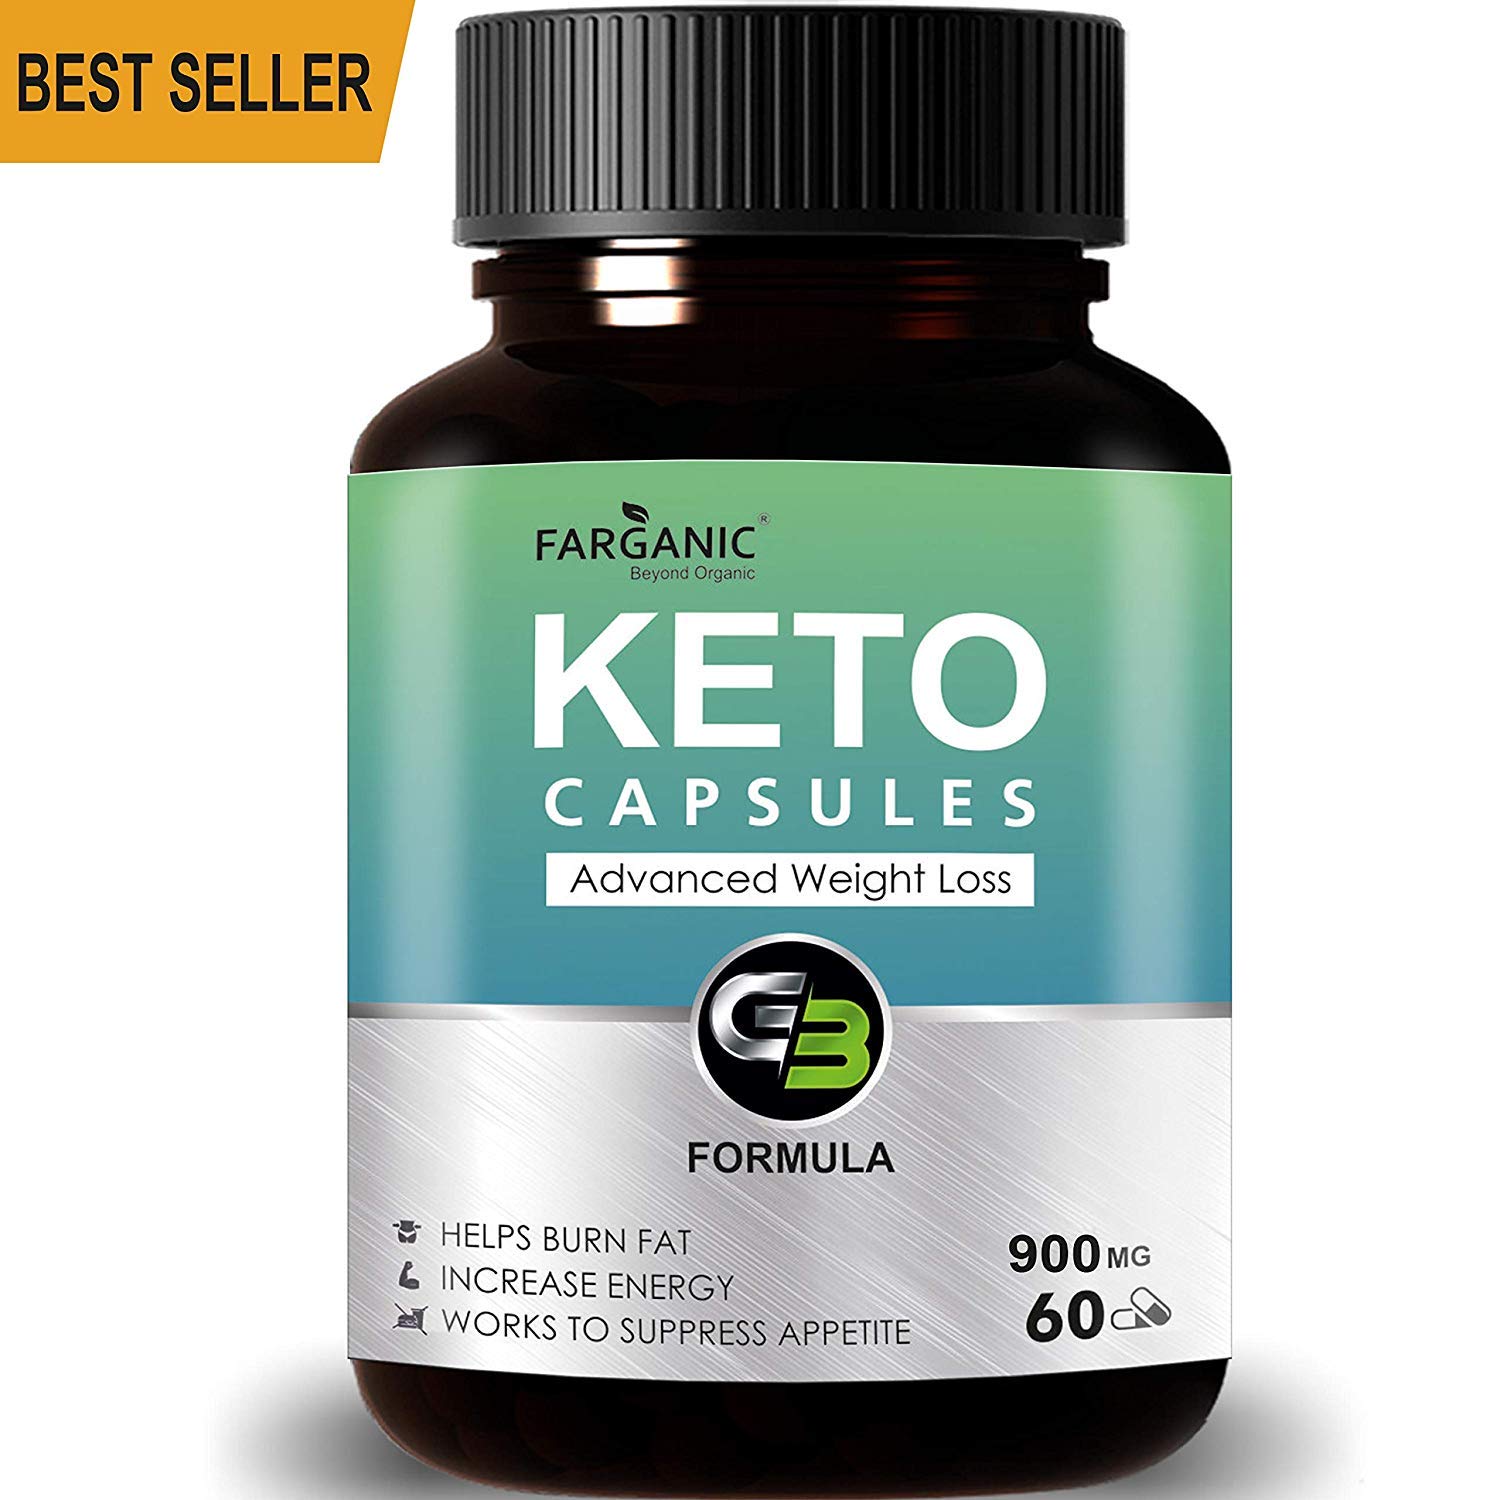 BEST SELLER
FARGANIC®
Beyond Organic
KETO
CAPSULES
Advanced Weight Loss
G3
FORMULA
HELPS BURN FAT
INCREASE ENERGY
WORKS TO SUPPRESS APPETITE
900 MG
60